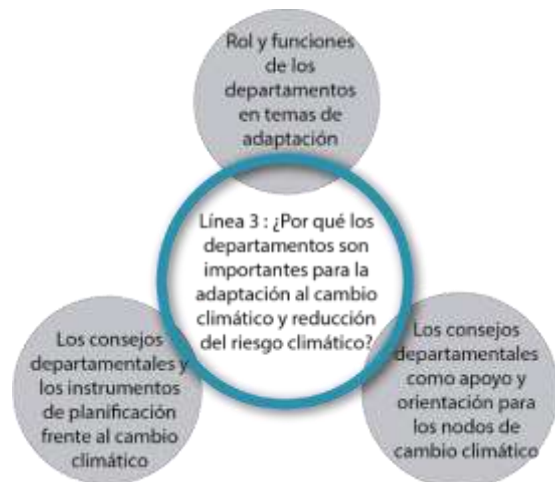 Rol y funciones
de los
departamentos
en temas de
adaptación
Línea 3 : ¿Por qué los
departamentos son
importantes para la
adaptación al cambio
climático y reducción
del riesgo climático?
Los consejos
departamentales y
los instrumentos
de planificación
frente al cambio
climático
Los consejos
departamentales
como apoyo y
orientación para
los nodos de
cambio climático